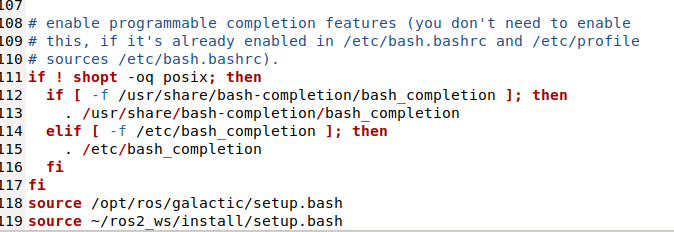 107
108 # enable programmable completion features (you don't need to enable
109 # this, if it's already enabled in /etc/bash.bashrc and /etc/profile
110 # sources /etc/bash.bashrc).
111 if ! shopt -oq posix; then
112   if [ -f /usr/share/bash-completion/bash_completion ]; then
113     . /usr/share/bash-completion/bash_completion
114   elif [ -f /etc/bash_completion ]; then
115     . /etc/bash_completion
116   fi
117 fi
118 source /opt/ros/galactic/setup.bash
119 source ~/ros2_ws/install/setup.bash